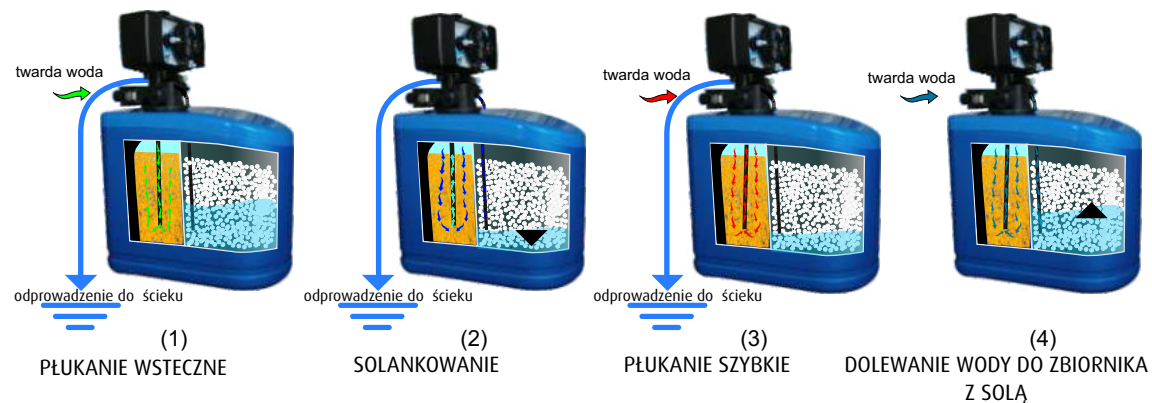 twarda woda
odprowadzenie do ścieku
(1)
PŁUKANIE WSTECZNE
odprowadzenie do ścieku
(2)
SOLANKOWANIE
twarda woda
odprowadzenie do ścieku
(3)
PŁUKANIE SZYBKIE
twarda woda
(4)
DOLEWANIE WODY DO ZBIORNIKA
Z SOLĄ